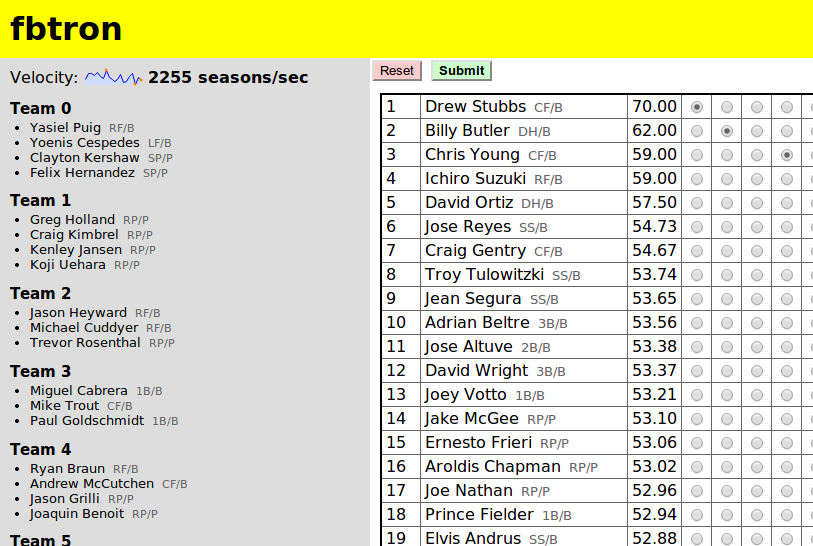 fbtron
Velocity: 2255 seasons/sec
Team 0
Yasiel Puig RF/B
Yoenis Cespedes LF/B
Clayton Kershaw SP/P
Felix Hernandez SP/P
Team 1
Greg Holland RP/P
Craig Kimbrel RP/P
Kenley Jansen RP/P
Koji Uehara RP/P
Team 2
Jason Heyward RF/B
Michael Cuddyer RF/B
Trevor Rosenthal RP/P
Team 3
Miguel Cabrera 1B/B
Mike Trout CF/B
Paul Goldschmidt 1B/B
Team 4
Ryan Braun RF/B
Andrew McCutchen CF/B
Jason Grilli RP/P
Joaquin Benoit RP/P
Team 5
Reset Submit
1 Drew Stubbs CF/B 70.00
2 Billy Butler DH/B 62.00
3 Chris Young CF/B 59.00
4 Ichiro Suzuki RF/B 59.00
5 David Ortiz DH/B 57.50
6 Jose Reyes SS/B 54.73
7 Craig Gentry CF/B 54.67
8 Troy Tulowitzki SS/B 53.74
9 Jean Segura SS/B 53.65
10 Adrian Beltre 3B/B 53.56
11 Jose Altuve 2B/B 53.38
12 David Wright 3B/B 53.37
13 Joey Votto 1B/B 53.21
14 Jake McGee RP/P 53.10
15 Ernesto Frieri RP/P 53.06
16 Aroldis Chapman RP/P 53.02
17 Joe Nathan RP/P 52.96
18 Prince Fielder 1B/B 52.94
19 Elvis Andrus SS/B 52.88